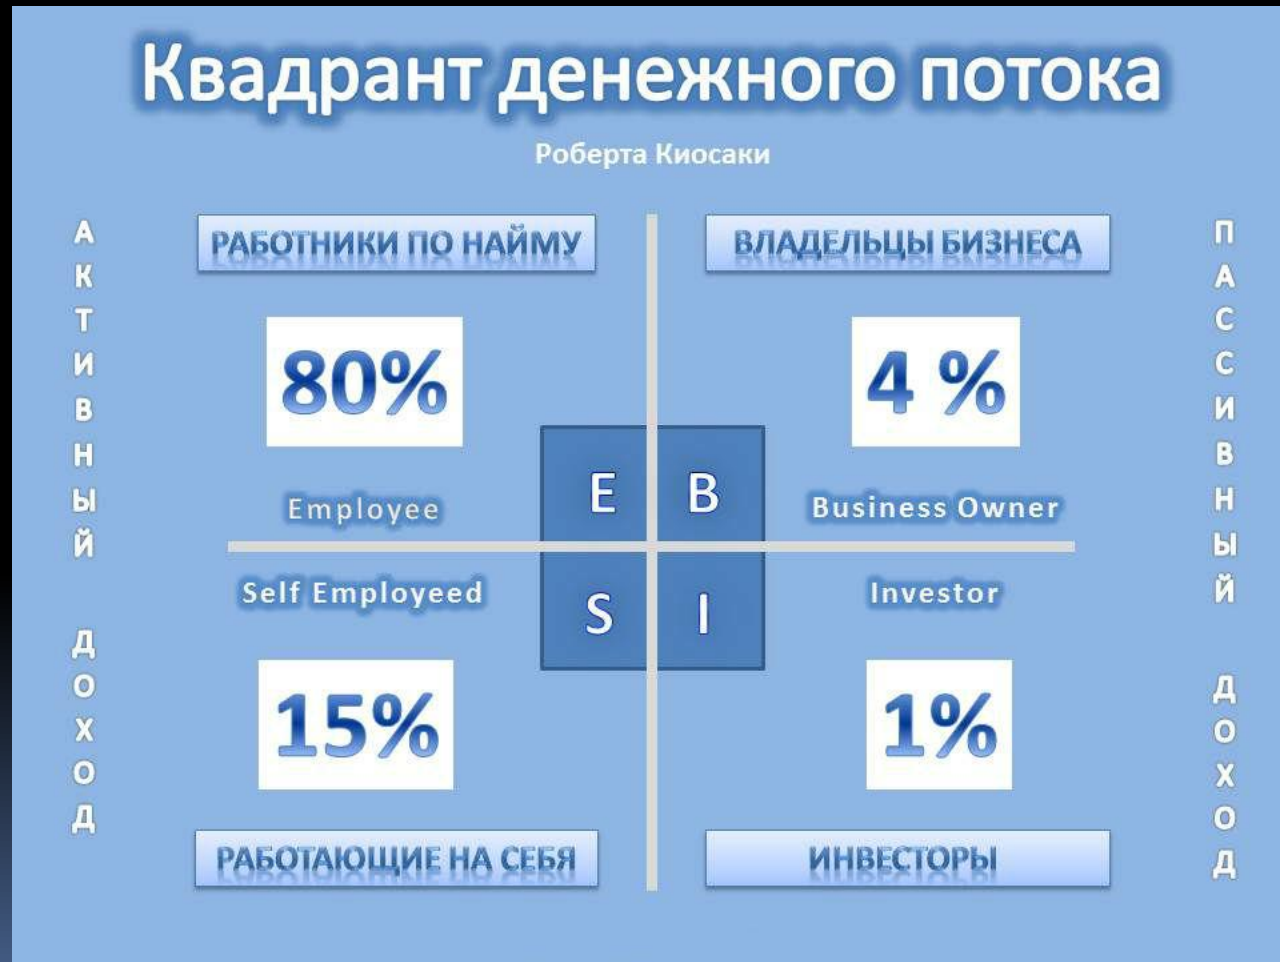 Квадрант денежного потока
Роберта Киосаки
АКТИВНЫЙ ДОХОД
РАБОТНИКИ ПО НАЙМУ
80%
Employee
ВЛАДЕЛЬЦЫ БИЗНЕСА
4 %
Business Owner
E B
S I
Self Employeed
15%
РАБОТАЮЩИЕ НА СЕБЯ
Investor
1%
ИНВЕСТОРЫ
ПАССИВНЫЙ ДОХОД